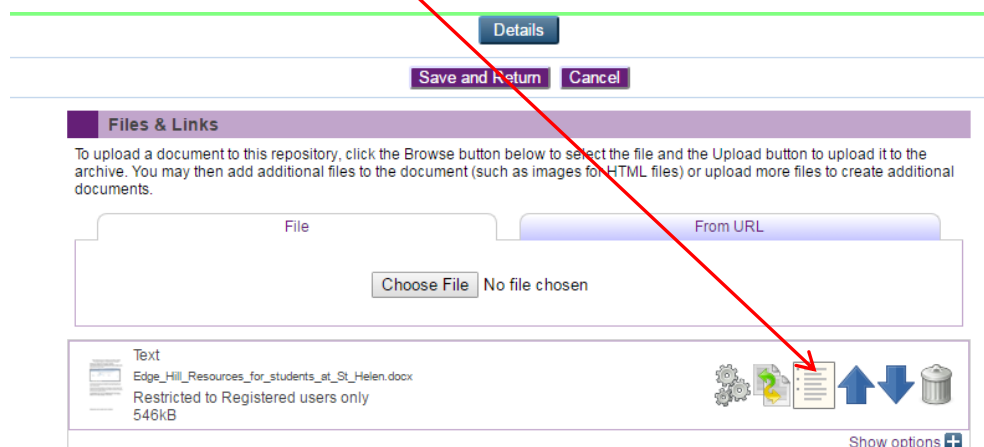 Details
Save and Return Cancel
Files & Links
To upload a document to this repository, click the Browse button below to select the file and the Upload button to upload it to the
archive. You may then add additional files to the document (such as images for HTML files) or upload more files to create additional
documents.
File From URL
Choose File No file chosen
Text
Edge_Hill_Resources_for_students_at_St_Helen.docx
Restricted to Registered users only
546kB
Show options